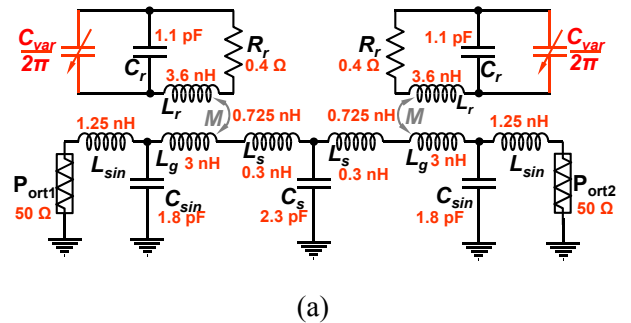 C_var/2π
1.1 pF
C_r
3.6 nH
L_r
R_r
0.4 Ω
R_r
0.4 Ω
1.1 pF
C_r
3.6 nH
L_r
C_var/2π
1.25 nH
L_sin
M
0.725 nH
0.725 nH
M
1.25 nH
L_sin
L_g
3 nH
L_s
0.3 nH
L_s
0.3 nH
L_g
3 nH
P_ort1
50 Ω
C_sin
1.8 pF
C_s
2.3 pF
C_sin
1.8 pF
P_ort2
50 Ω
(a)